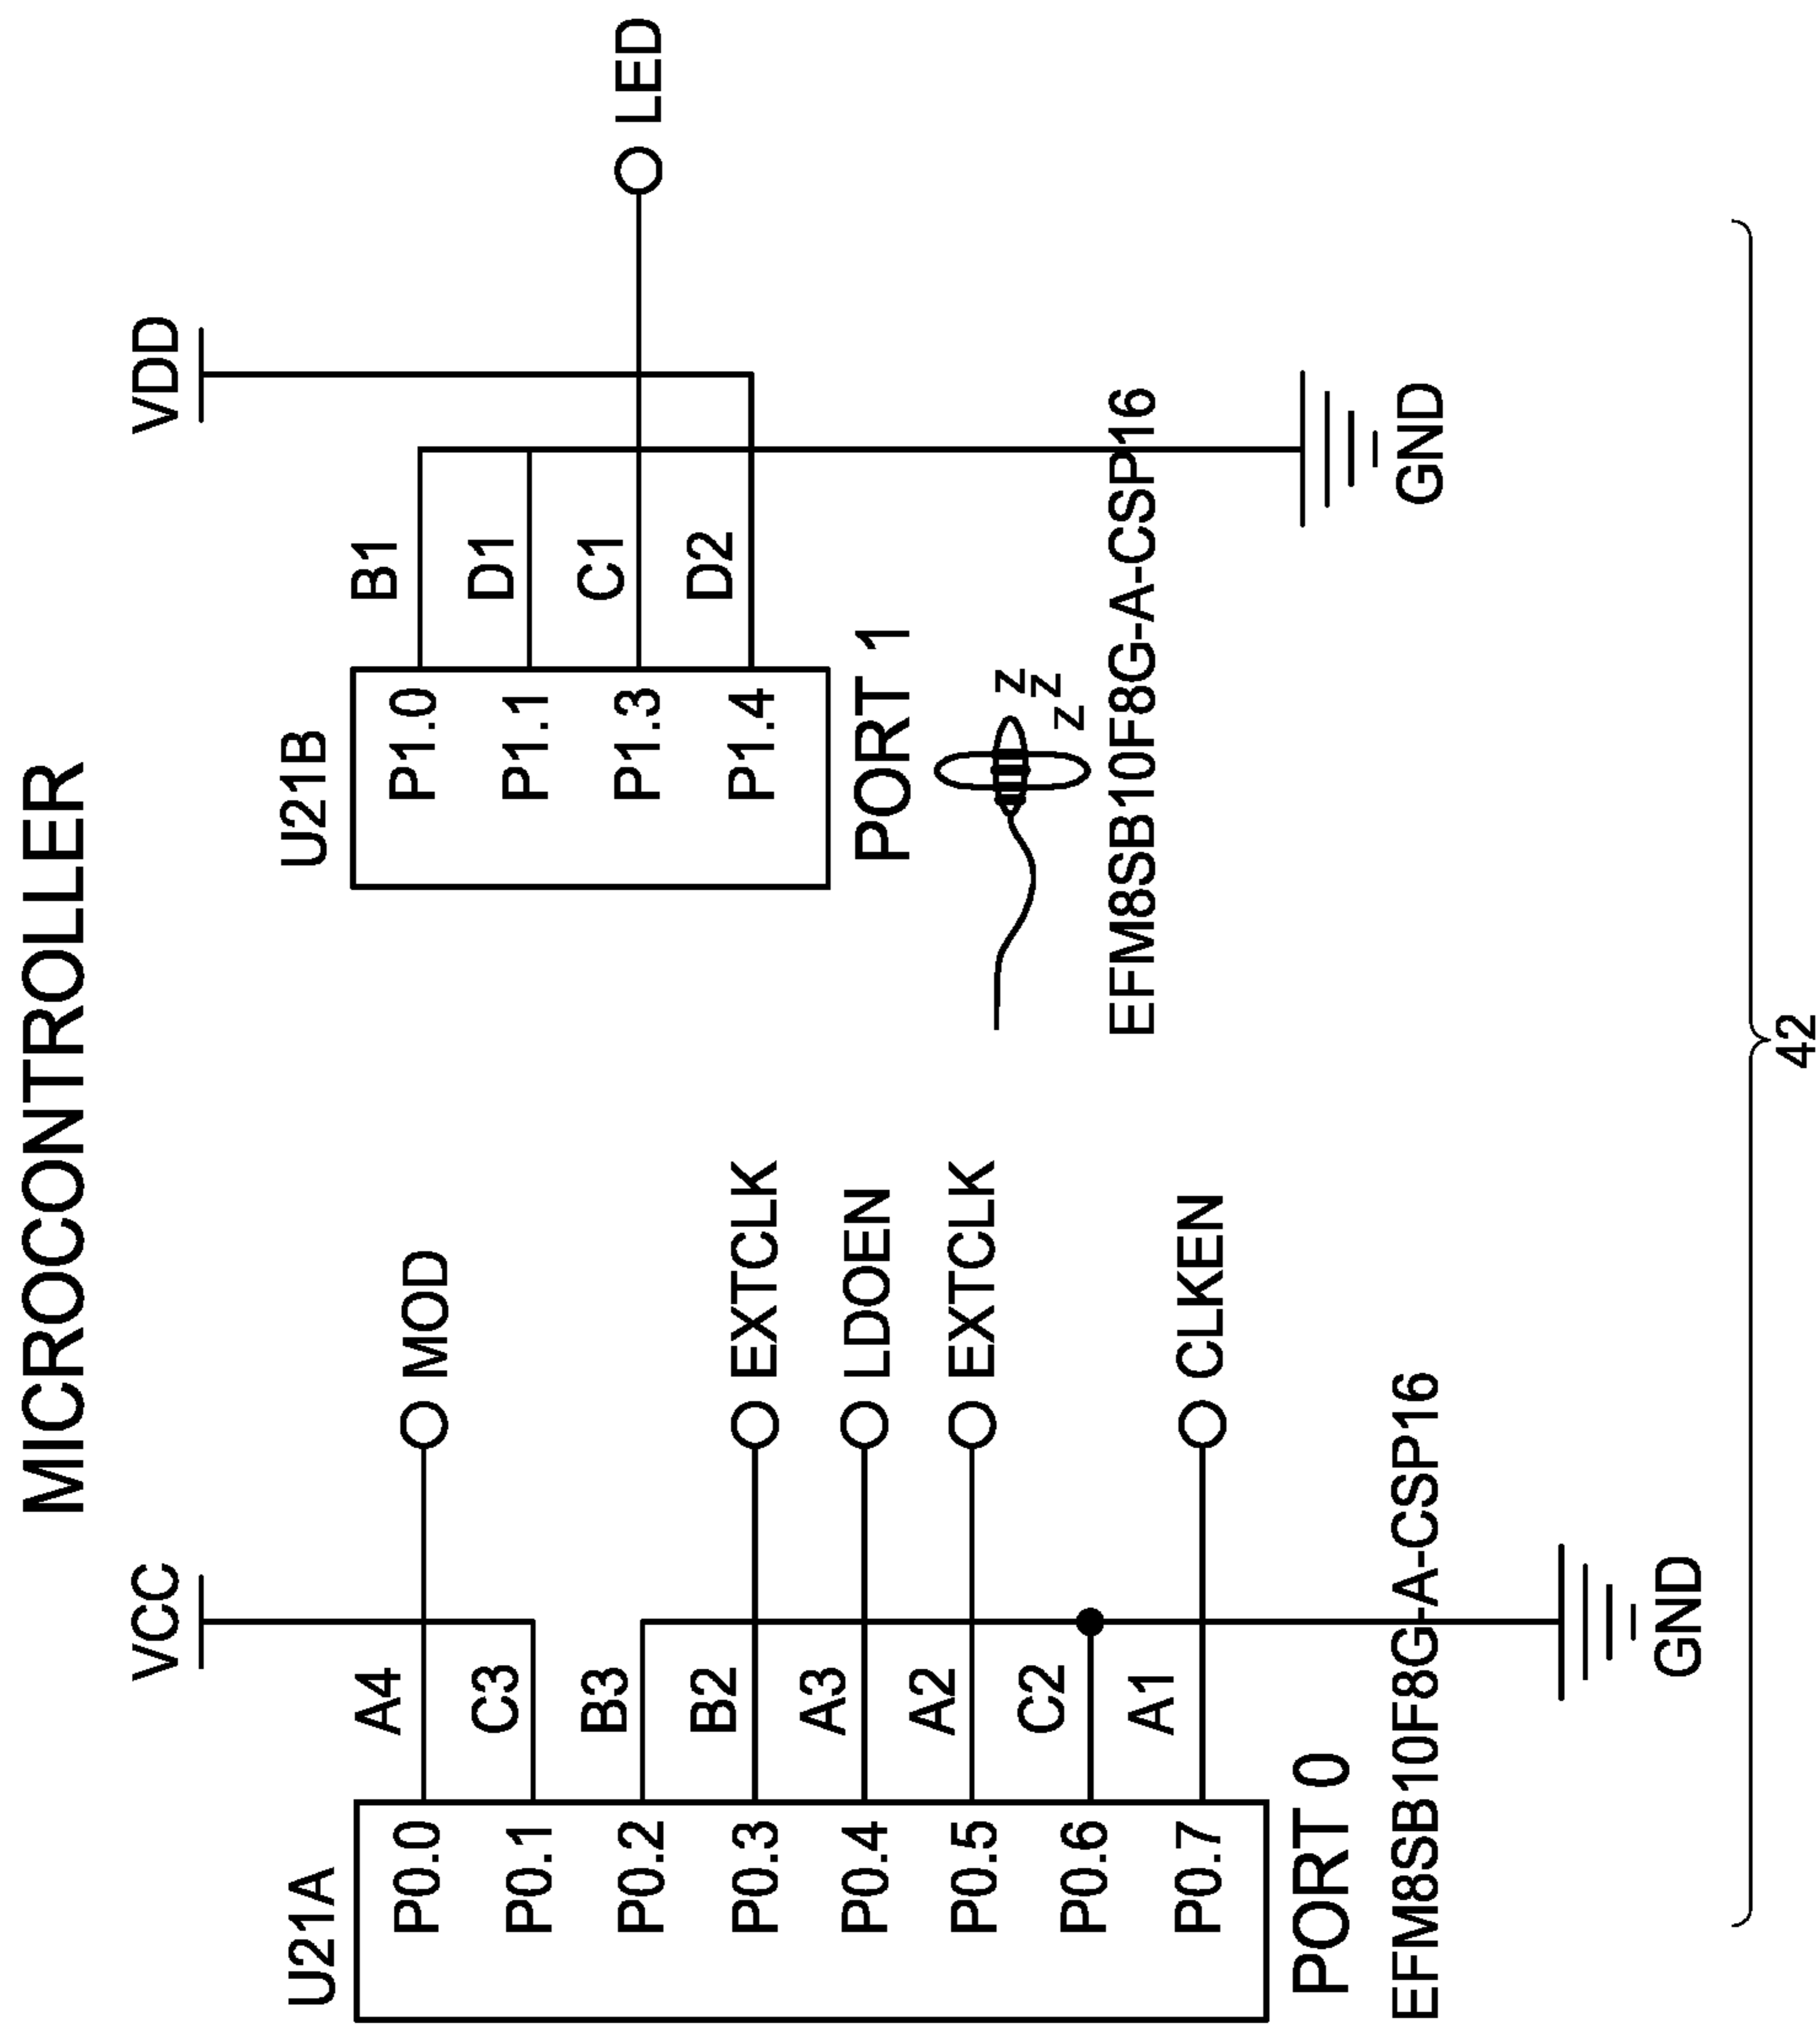 MICROCONTROLLER
VCC
U21A
P0.0 A4 MOD
P0.1 C3
P0.2 B3
P0.3 B2 EXTCLK
P0.4 A3 LDOEN
P0.5 A2 EXTCLK
P0.6 C2
P0.7 A1 CLKEN
PORT 0
EFM8SB10F8G-A-CSP16
GND
VDD
U21B
P1.0 B1
P1.1 D1
P1.3 C1 LED
P1.4 D2
PORT 1
z
zz
EFM8SB10F8G-A-CSP16
GND
42